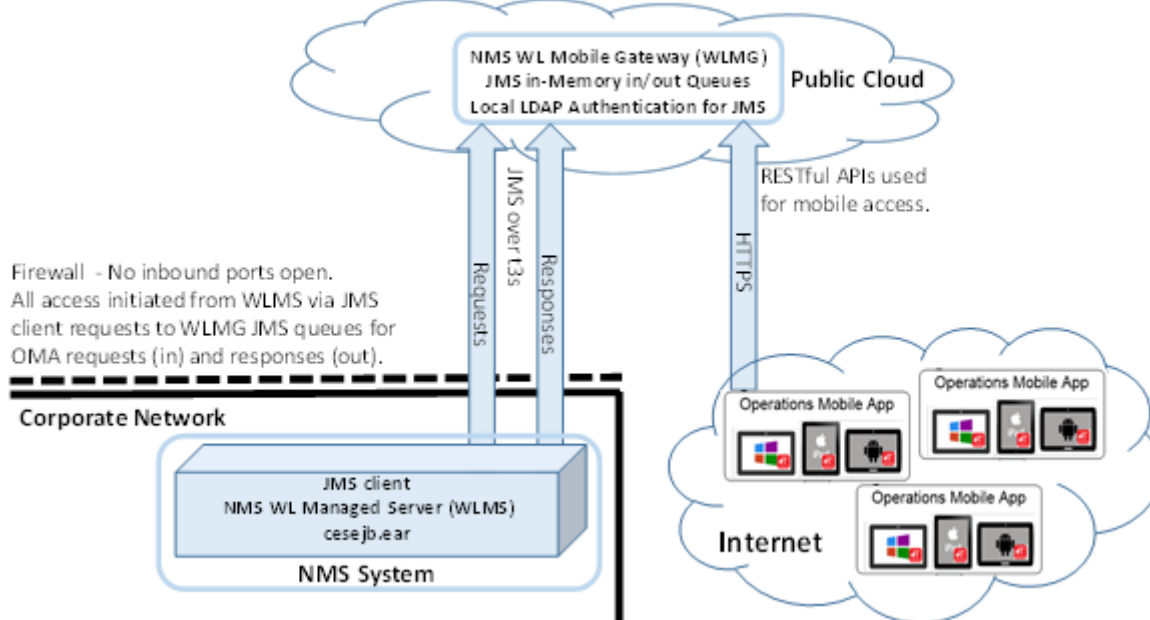 NMS WL Mobile Gateway (WLMG)
JMS in-Memory in/out Queues
Local LDAP Authentication for JMS
Public Cloud
RESTful APIs used
for mobile access.
JMS over t3s
Requests
Responses
HTTPS
Firewall - No inbound ports open.
All access initiated from WLMS via JMS
client requests to WLMG JMS queues for
OMA requests (in) and responses (out).
Corporate Network
JMS client
NMS WL Managed Server (WLMS)
cesejb.ear
NMS System
Operations Mobile App
Operations Mobile App
Operations Mobile App
Internet